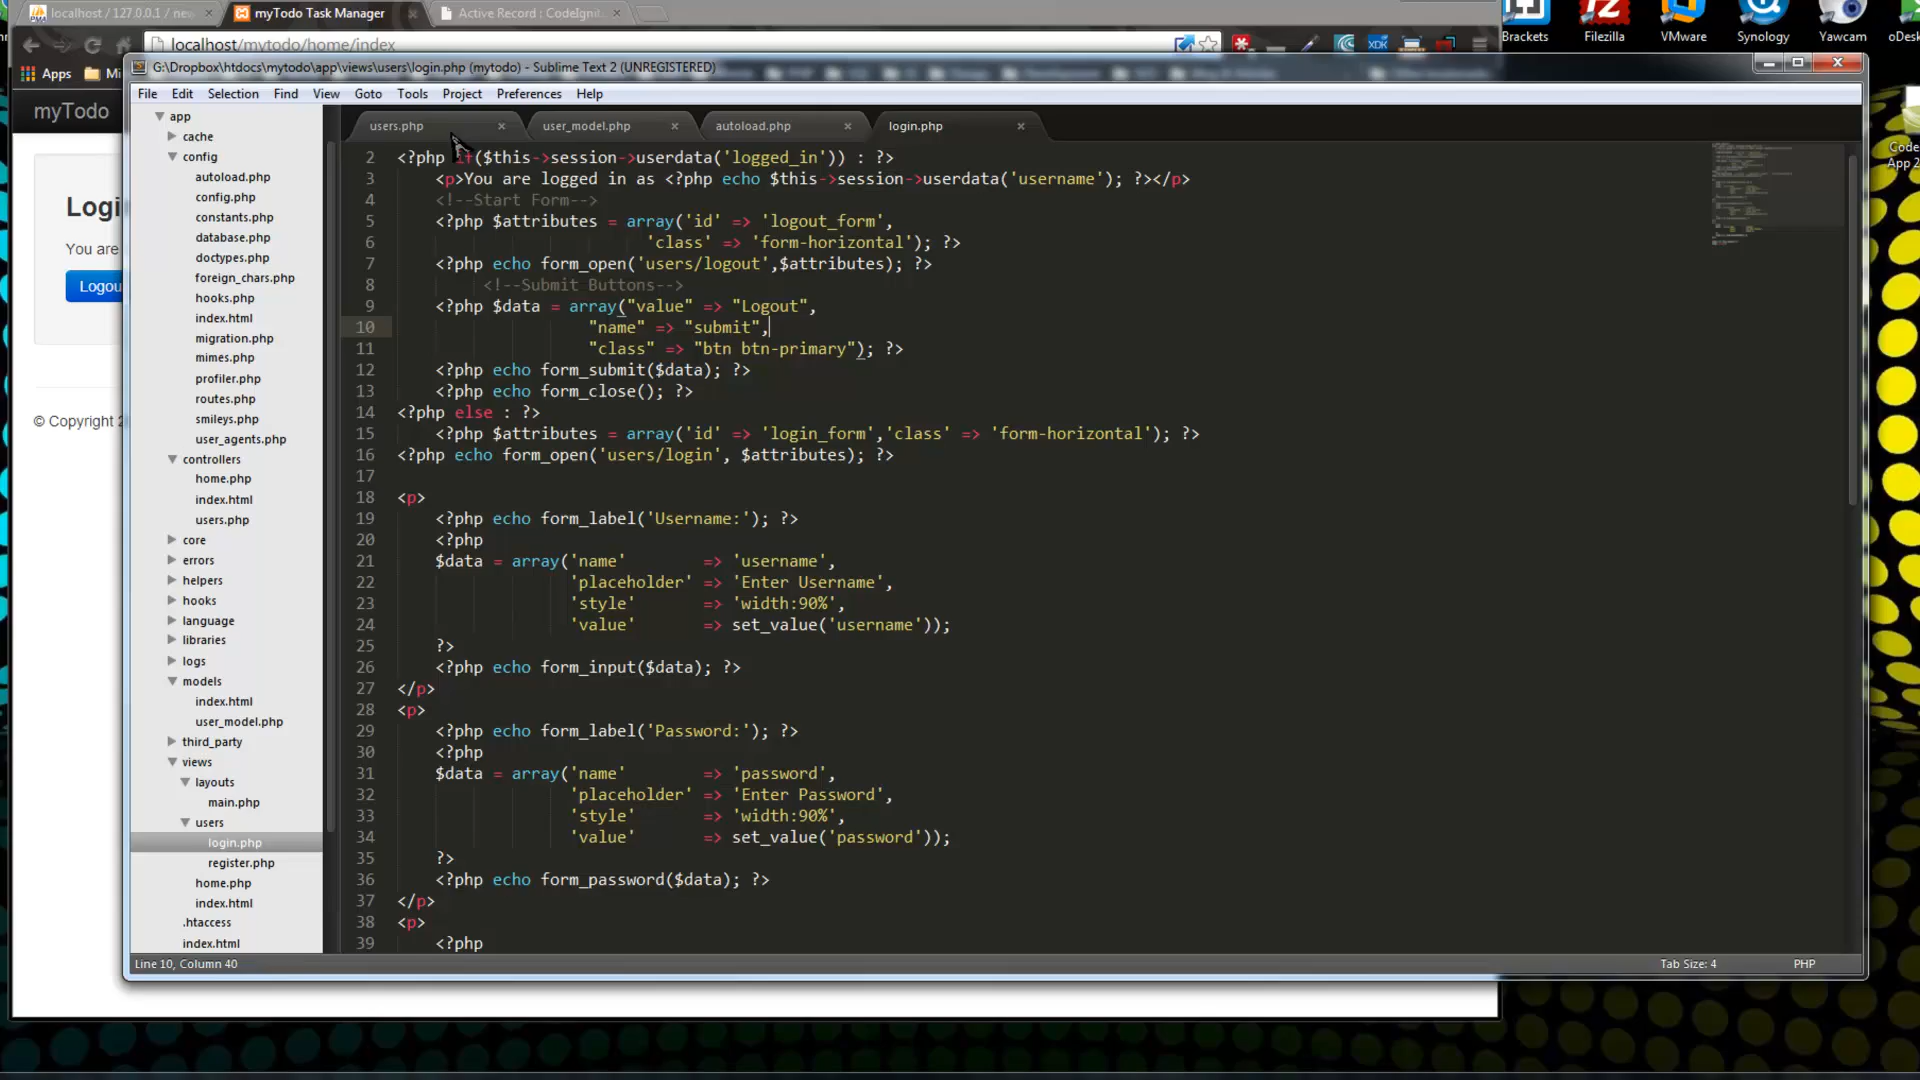 localhost / 127.0.0.1 / new
myTodo Task Manager
Active Record : CodeIgnit
localhost/mytodo/home/index
Apps
Mi
Brackets
Filezilla
VMware
Synology
Yawcam
oDesk
Code
App 2
myTodo
Logi
You are
Logou
© Copyright 2
G:\Dropbox\htdocs\mytodo\app\views\users\login.php (mytodo) - Sublime Text 2 (UNREGISTERED)
File Edit Selection Find View Goto Tools Project Preferences Help
app
cache
config
autoload.php
config.php
constants.php
database.php
doctypes.php
foreign_chars.php
hooks.php
index.html
migration.php
mimes.php
profiler.php
routes.php
smileys.php
user_agents.php
controllers
home.php
index.html
users.php
core
errors
helpers
hooks
language
libraries
logs
models
index.html
user_model.php
third_party
views
layouts
main.php
users
login.php
register.php
home.php
index.html
.htaccess
index.html
users.php
user_model.php
autoload.php
login.php
2 <?php if($this->session->userdata('logged_in')) : ?>
3 <p>You are logged in as <?php echo $this->session->userdata('username'); ?></p>
4 <!--Start Form-->
5 <?php $attributes = array('id' => 'logout_form',
6 'class' => 'form-horizontal'); ?>
7 <?php echo form_open('users/logout',$attributes); ?>
8 <!--Submit Buttons-->
9 <?php $data = array("value" => "Logout",
10 "name" => "submit",
11 "class" => "btn btn-primary"); ?>
12 <?php echo form_submit($data); ?>
13 <?php echo form_close(); ?>
14 <?php else : ?>
15 <?php $attributes = array('id' => 'login_form','class' => 'form-horizontal'); ?>
16 <?php echo form_open('users/login', $attributes); ?>
17
18 <p>
19 <?php echo form_label('Username:'); ?>
20 <?php
21 $data = array('name' => 'username',
22 'placeholder' => 'Enter Username',
23 'style' => 'width:90%',
24 'value' => set_value('username'));
25 ?>
26 <?php echo form_input($data); ?>
27 </p>
28 <p>
29 <?php echo form_label('Password:'); ?>
30 <?php
31 $data = array('name' => 'password',
32 'placeholder' => 'Enter Password',
33 'style' => 'width:90%',
34 'value' => set_value('password'));
35 ?>
36 <?php echo form_password($data); ?>
37 </p>
38 <p>
39 <?php
Line 10, Column 40
Tab Size: 4
PHP